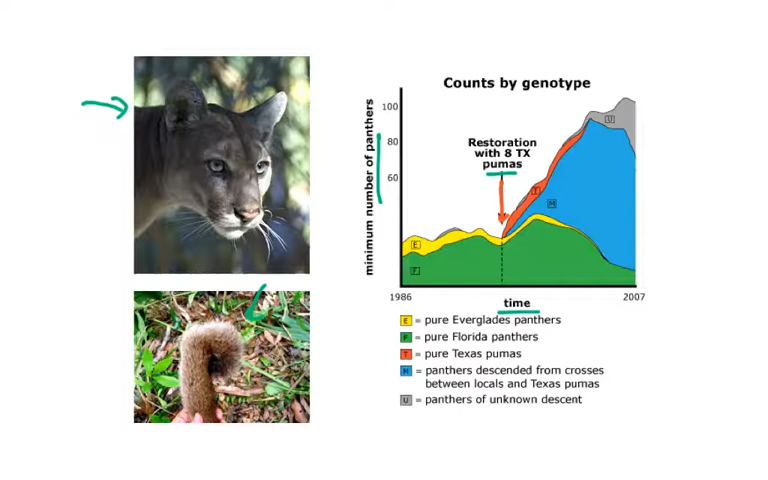 Counts by genotype
minimum number of panthers
100
80
60
Restoration
with 8 TX
pumas
T
U
M
E
F
1986
time
2007
E = pure Everglades panthers
F = pure Florida panthers
T = pure Texas pumas
M = panthers descended from crosses
between locals and Texas pumas
U = panthers of unknown descent